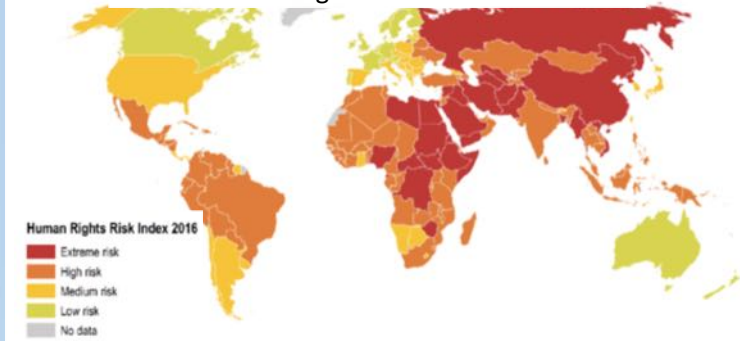 Human Rights Risk Index 2016
Extreme risk
High risk
Medium risk
Low risk
No data